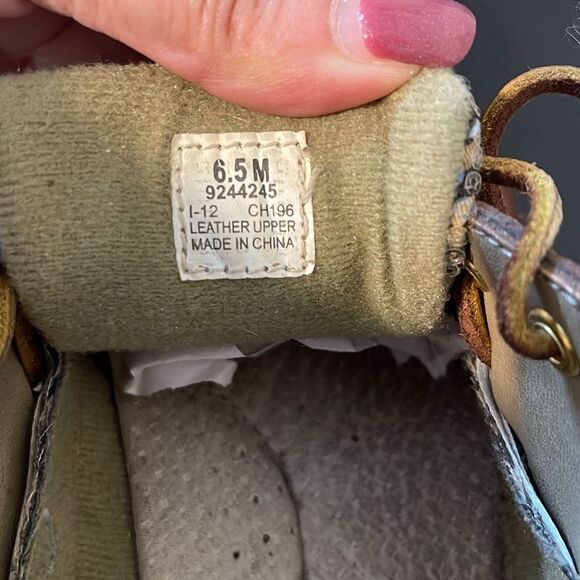 6.5 M
9244245
I-12 CH196
LEATHER UPPER
MADE IN CHINA